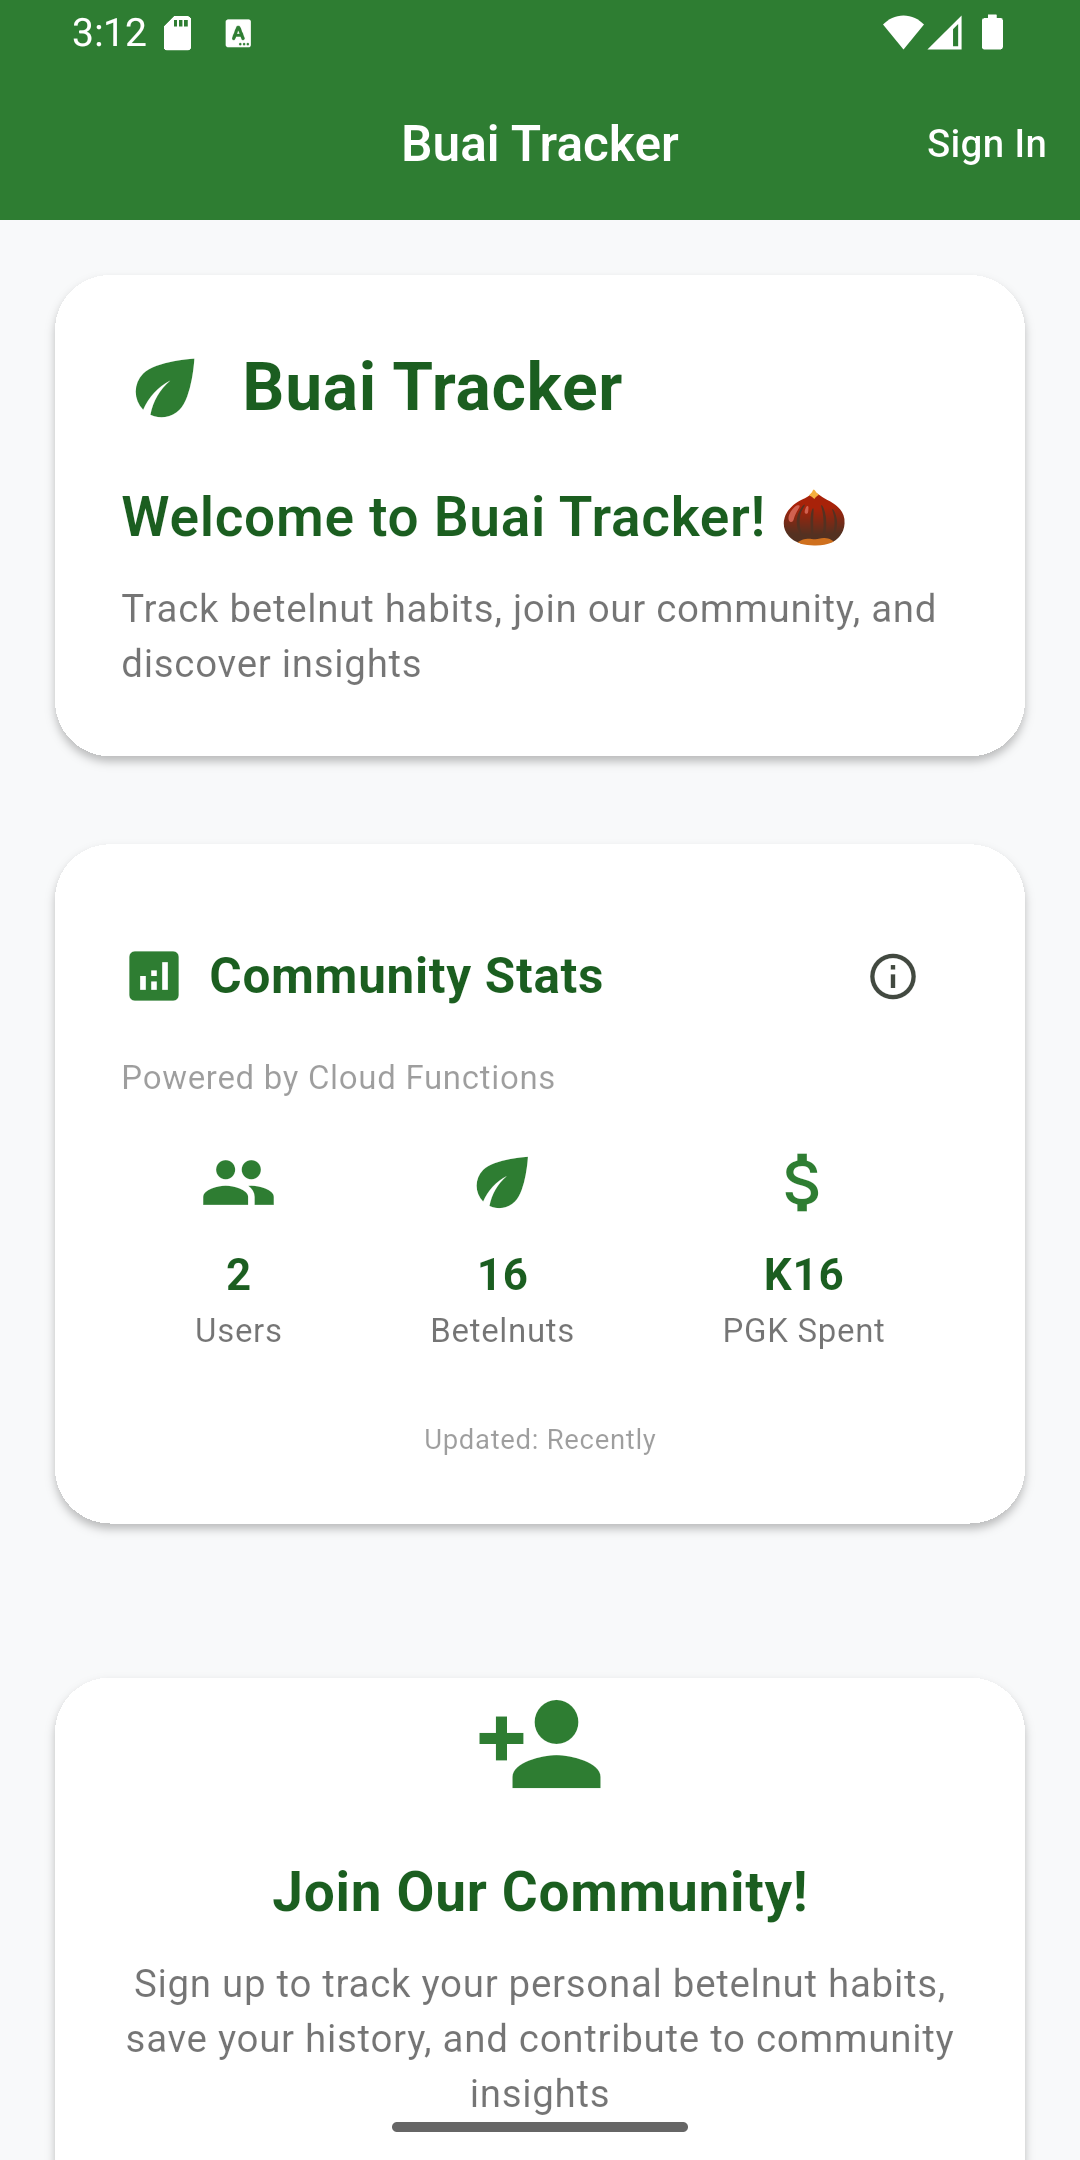 3:12
Buai Tracker
Sign In
Buai Tracker
Welcome to Buai Tracker! 🌰
Track betelnut habits, join our community, and
discover insights
Community Stats
Powered by Cloud Functions
2 16 K16
Users Betelnuts PGK Spent
Updated: Recently
Join Our Community!
Sign up to track your personal betelnut habits,
save your history, and contribute to community
insights